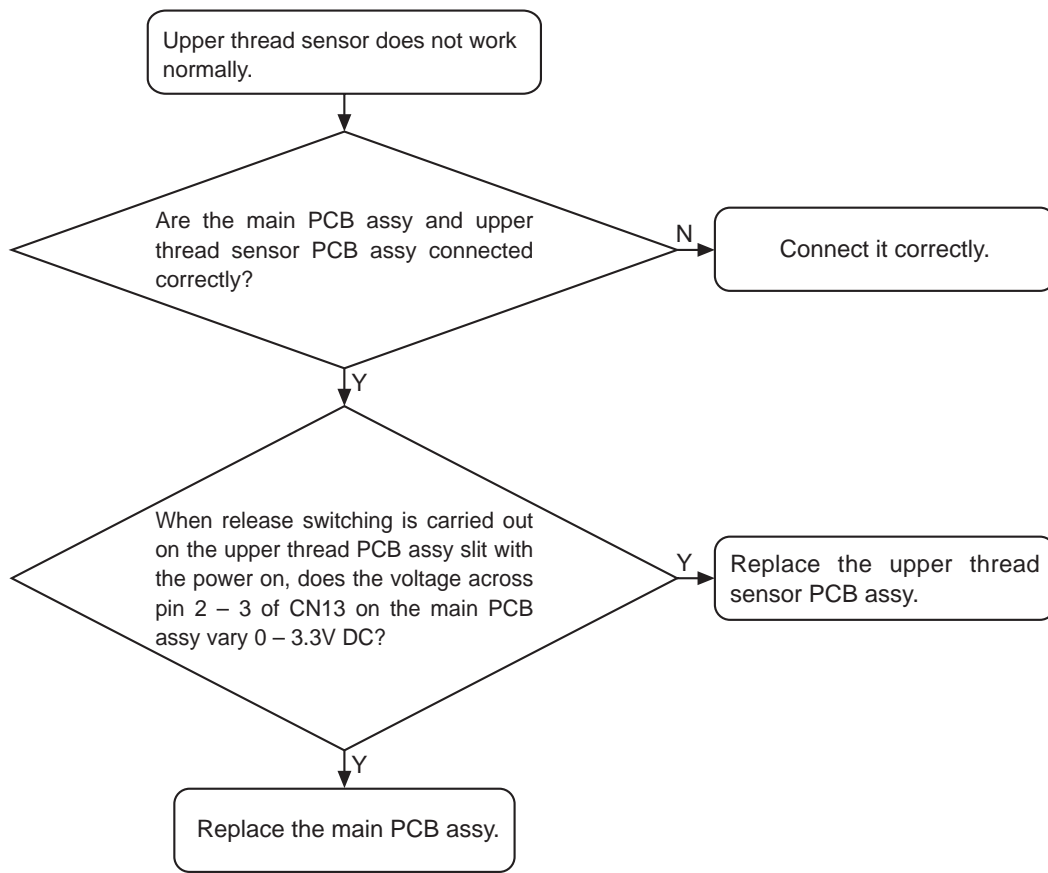 Upper thread sensor does not work
normally.
Are the main PCB assy and upper
thread sensor PCB assy connected
correctly?
N
Connect it correctly.
Y
When release switching is carried out
on the upper thread PCB assy slit with
the power on, does the voltage across
pin 2 – 3 of CN13 on the main PCB
assy vary 0 – 3.3V DC?
Y
Replace the upper thread
sensor PCB assy.
Y
Replace the main PCB assy.